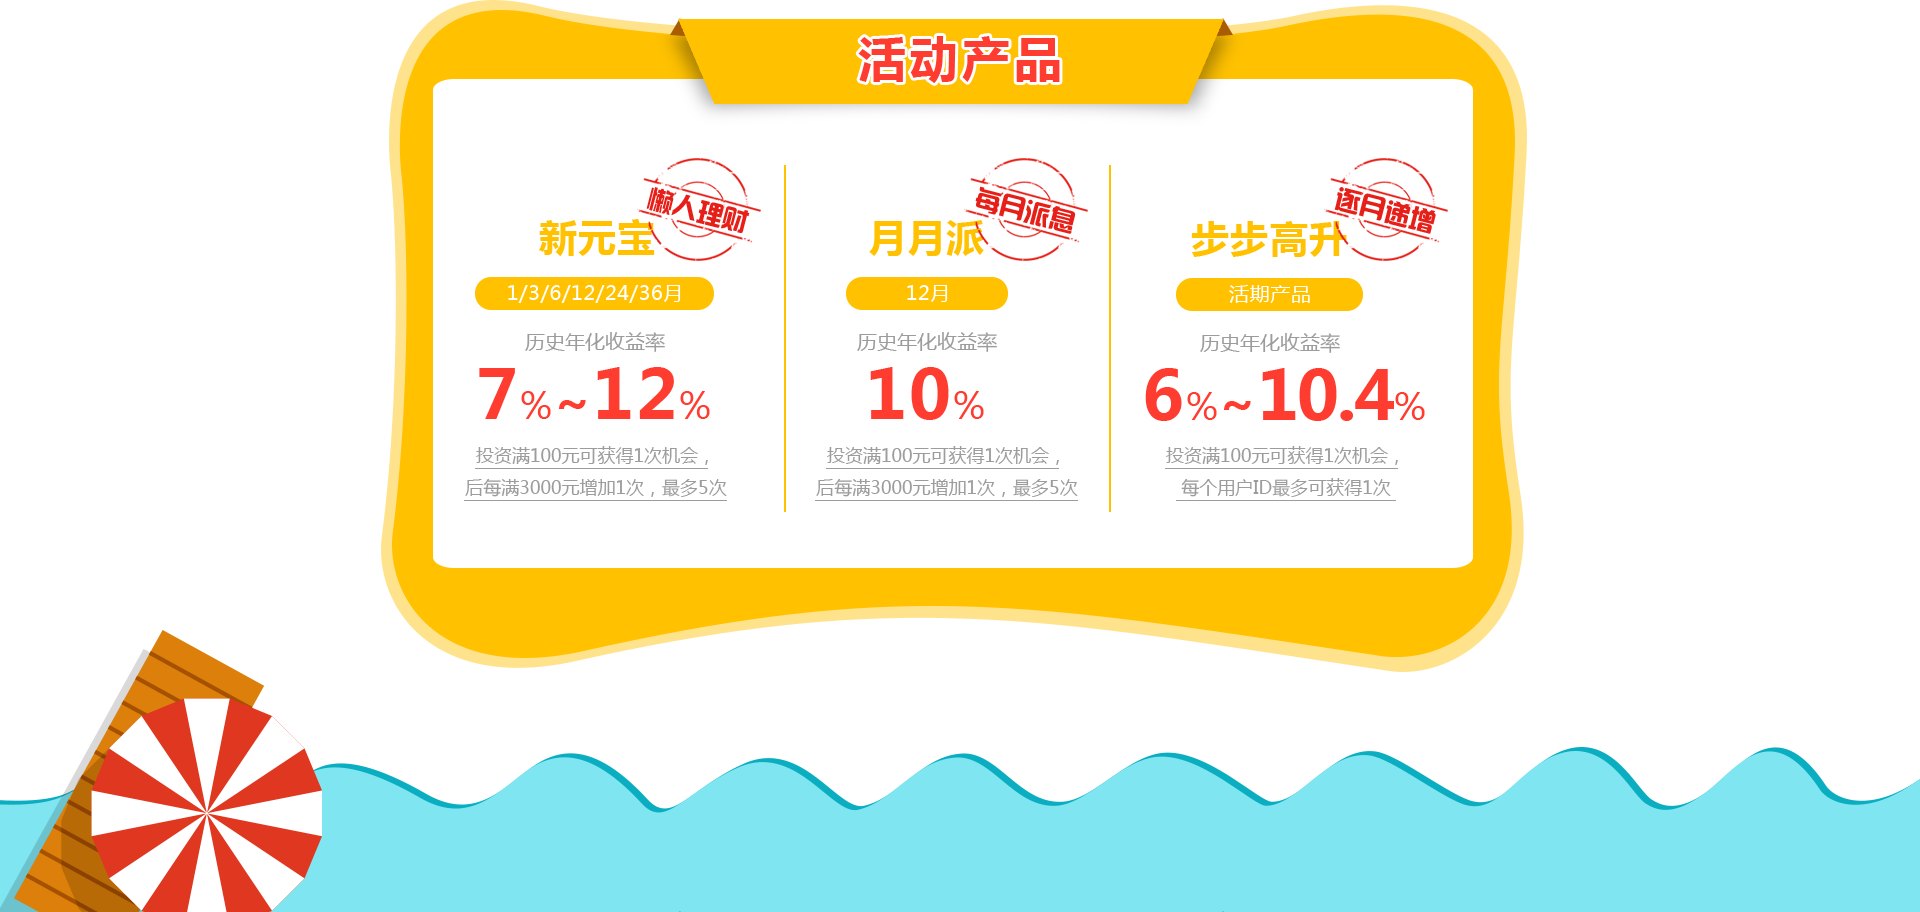 活动产品
新元宝
懒人理财
1/3/6/12/24/36月
历史年化收益率
7%~12%
投资满100元可获得1次机会，
后每满3000元增加1次，最多5次
月月派
每月派息
12月
历史年化收益率
10%
投资满100元可获得1次机会，
后每满3000元增加1次，最多5次
步步高升
逐月递增
活期产品
历史年化收益率
6%~10.4%
投资满100元可获得1次机会，
每个用户ID最多可获得1次